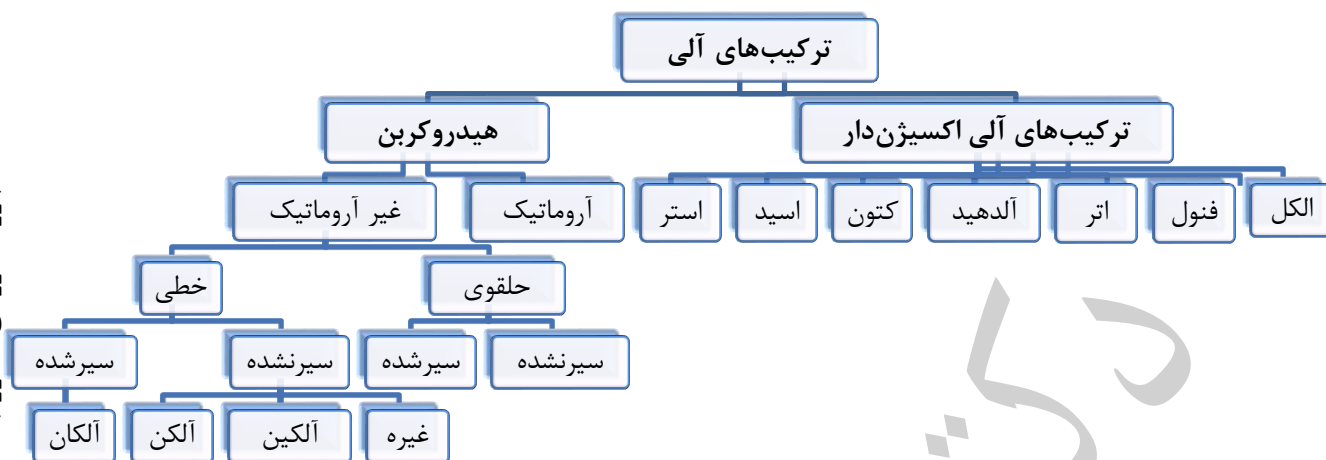 ترکیب‌های آلی
ترکیب‌های آلی اکسیژن‌دار
هیدروکربن
الکل
فنول
اتر
آلدهید
کتون
اسید
استر
آروماتیک
غیر آروماتیک
حلقوی
خطی
سیرنشده
سیرشده
سیرنشده
سیرشده
غیره
آلکین
آلکن
آلکان